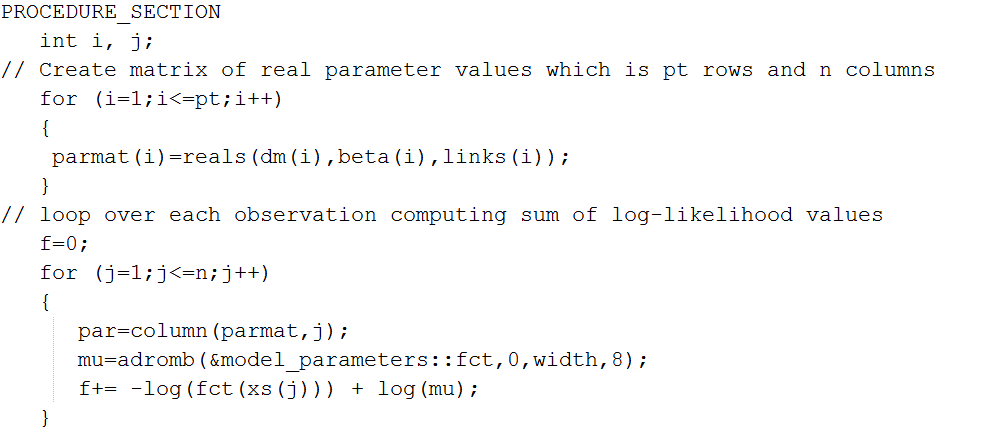 PROCEDURE_SECTION
   int i, j;
// Create matrix of real parameter values which is pt rows and n columns
   for (i=1;i<=pt;i++)
   {
    parmat(i)=reals(dm(i),beta(i),links(i));
   }
// loop over each observation computing sum of log-likelihood values
   f=0;
   for (j=1;j<=n;j++)
   {
      par=column(parmat,j);
      mu=adromb(&model_parameters::fct,0,width,8);
      f+= -log(fct(xs(j))) + log(mu);
   }